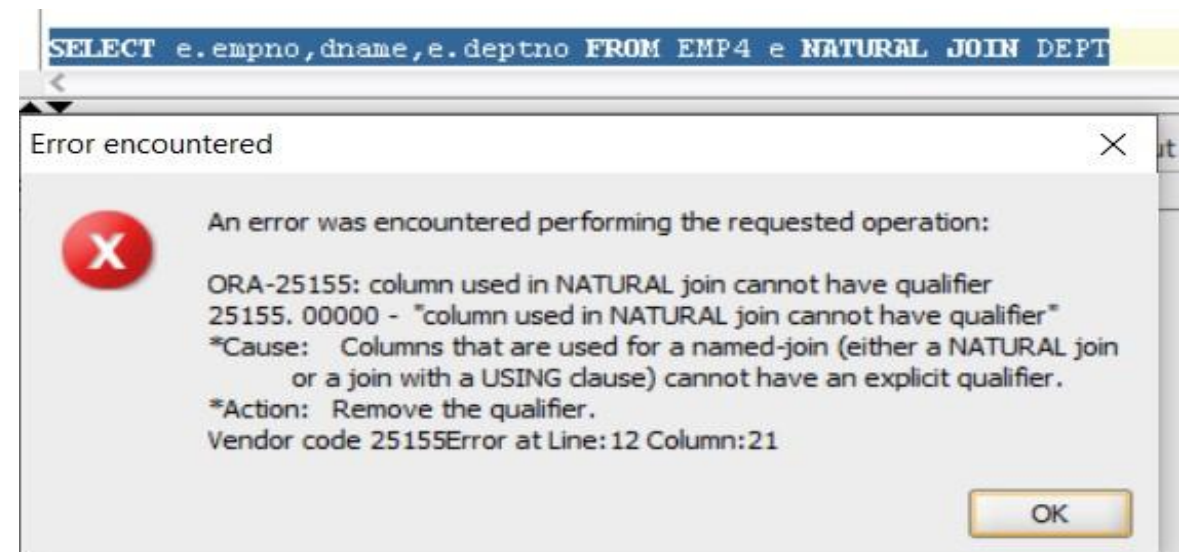 SELECT e.empno,dname,e.deptno FROM EMP4 e NATURAL JOIN DEPT
Error encountered
ut
An error was encountered performing the requested operation:
ORA-25155: column used in NATURAL join cannot have qualifier
25155. 00000 - "column used in NATURAL join cannot have qualifier"
*Cause: Columns that are used for a named-join (either a NATURAL join
or a join with a USING clause) cannot have an explicit qualifier.
*Action: Remove the qualifier.
Vendor code 25155Error at Line:12 Column:21
OK